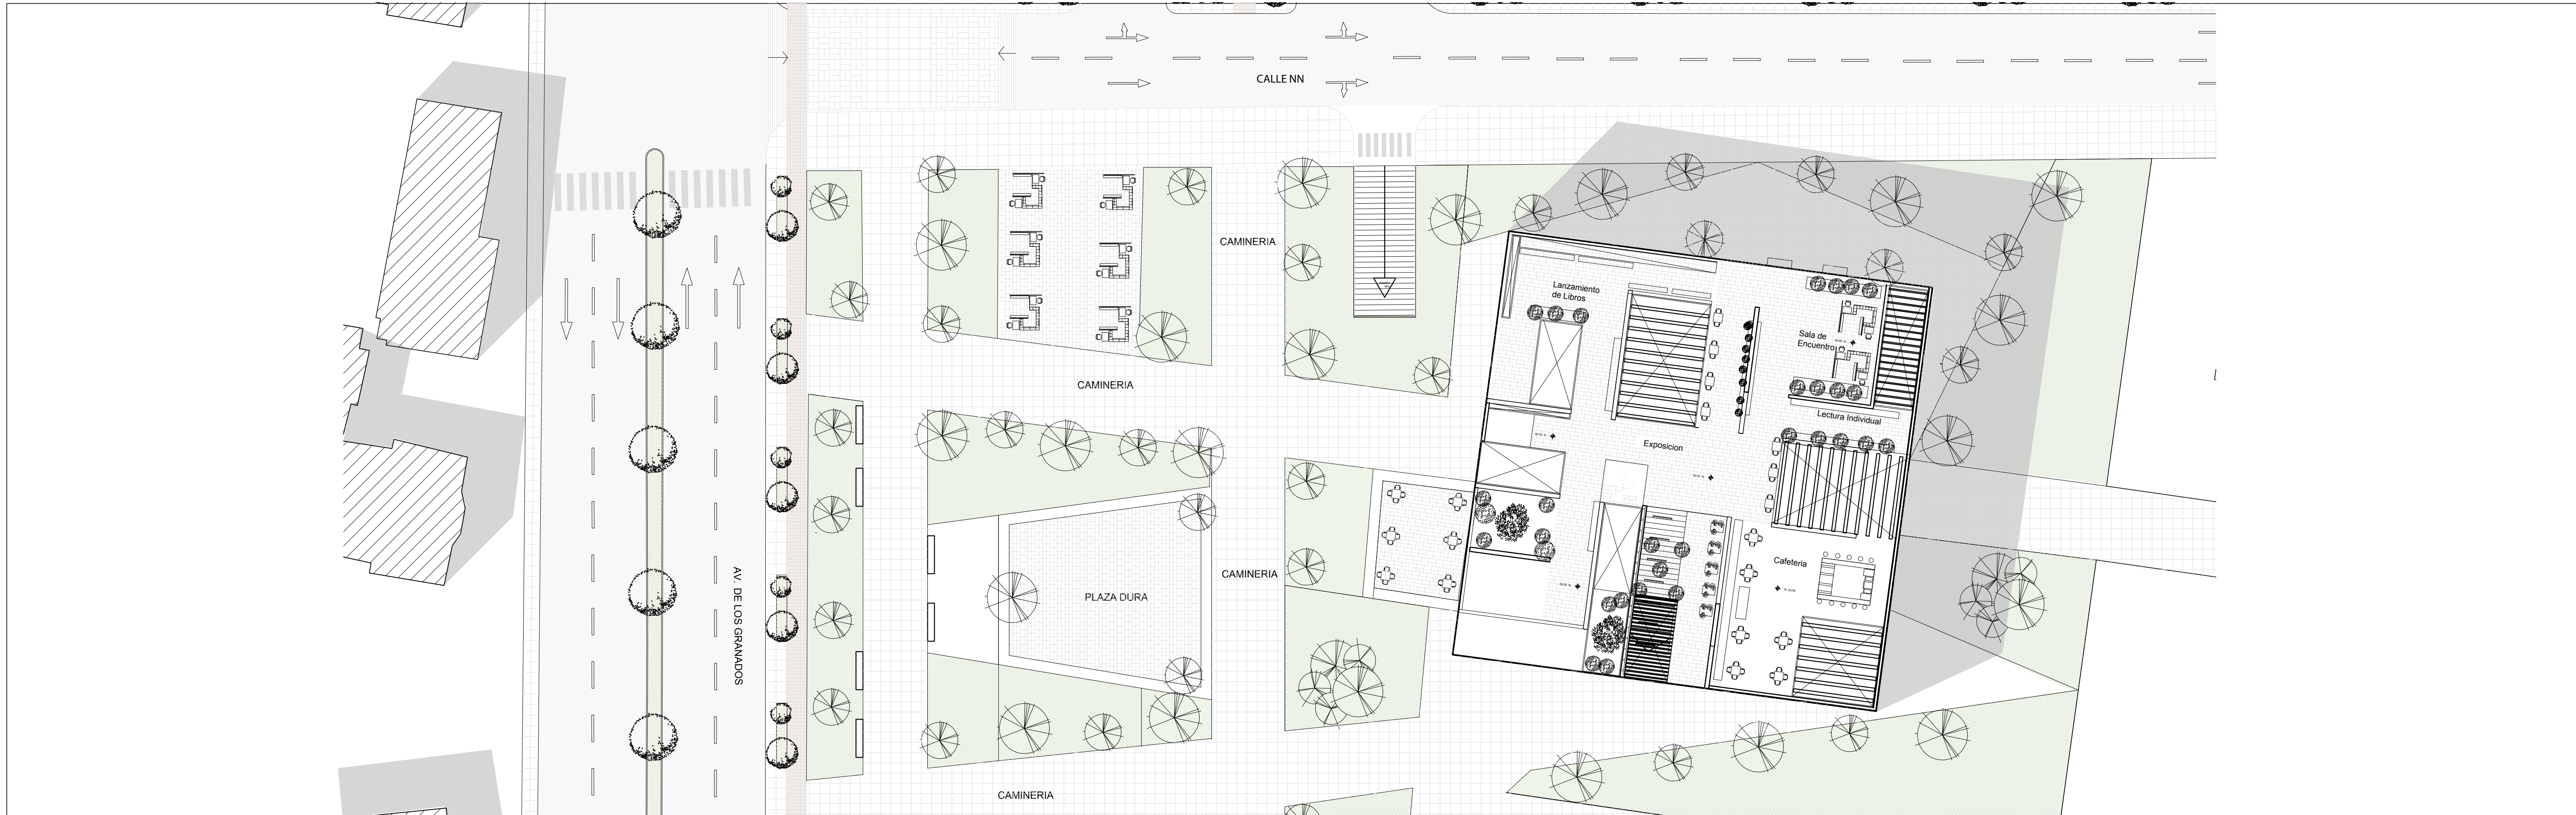 CALLE NN
CAMINERIA
Lanzamiento
de Libros
Sala de
Encuentro
CAMINERIA
Lectura Individual
Exposicion
Cafeteria
CAMINERIA
PLAZA DURA
AV. DE LOS GRANADOS
CAMINERIA